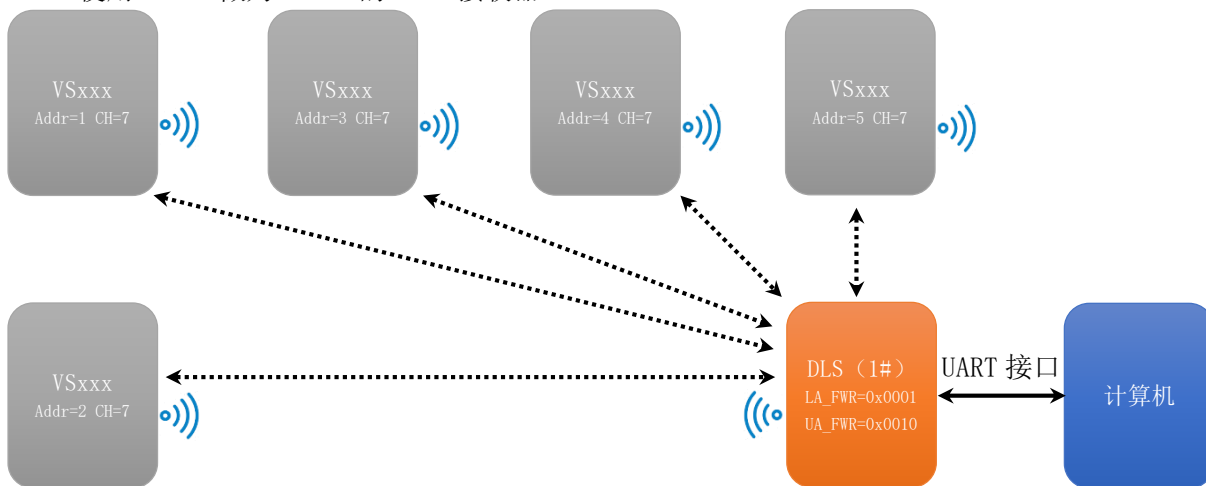 VSxxx
Addr=1 CH=7
VSxxx
Addr=3 CH=7
VSxxx
Addr=4 CH=7
VSxxx
Addr=5 CH=7
VSxxx
Addr=2 CH=7
DLS（1#）
LA_FWR=0x0001
UA_FWR=0x0010
UART 接口
计算机